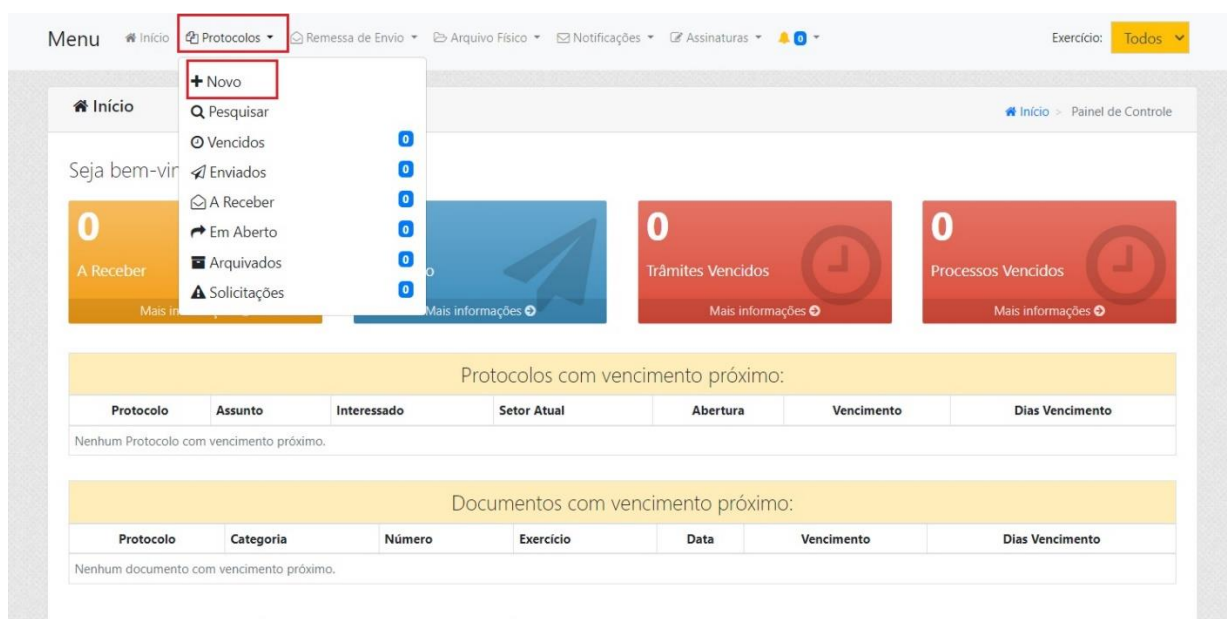 Menu Início Protocolos Remessa de Envio Arquivo Físico Notificações Assinaturas 0 Exercício: Todos
Novo
Pesquisar
Vencidos 0
Enviados 0
A Receber 0
Em Aberto 0
Arquivados 0
Solicitações 0
Início Início > Painel de Controle
Seja bem-vin
0 0 0
A Receber o Trâmites Vencidos Processos Vencidos
Mais in Mais informações Mais informações Mais informações
Protocolos com vencimento próximo:
Protocolo Assunto Interessado Setor Atual Abertura Vencimento Dias Vencimento
Nenhum Protocolo com vencimento próximo.
Documentos com vencimento próximo:
Protocolo Categoria Número Exercício Data Vencimento Dias Vencimento
Nenhum documento com vencimento próximo.